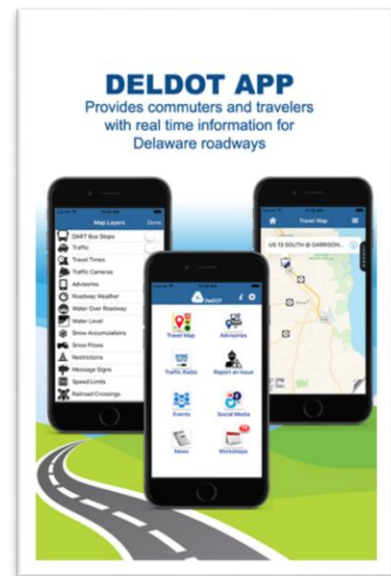 DELDOT APP
Provides commuters and travelers
with real time information for
Delaware roadways
Map Layers
Done
DART Bus Stops
Traffic
Travel Times
Traffic Cameras
Advisories
Roadway Weather
Water Over Roadway
Water Level
Snow Accumulations
Snow Plows
Restrictions
Message Signs
Speed Limits
Railroad Crossings
DelDOT
Travel Map
Advisories
Traffic Radio
Report an Issue
Events
Social Media
News
Workshops
Travel Map
US 13 SOUTH @ GARRISON...